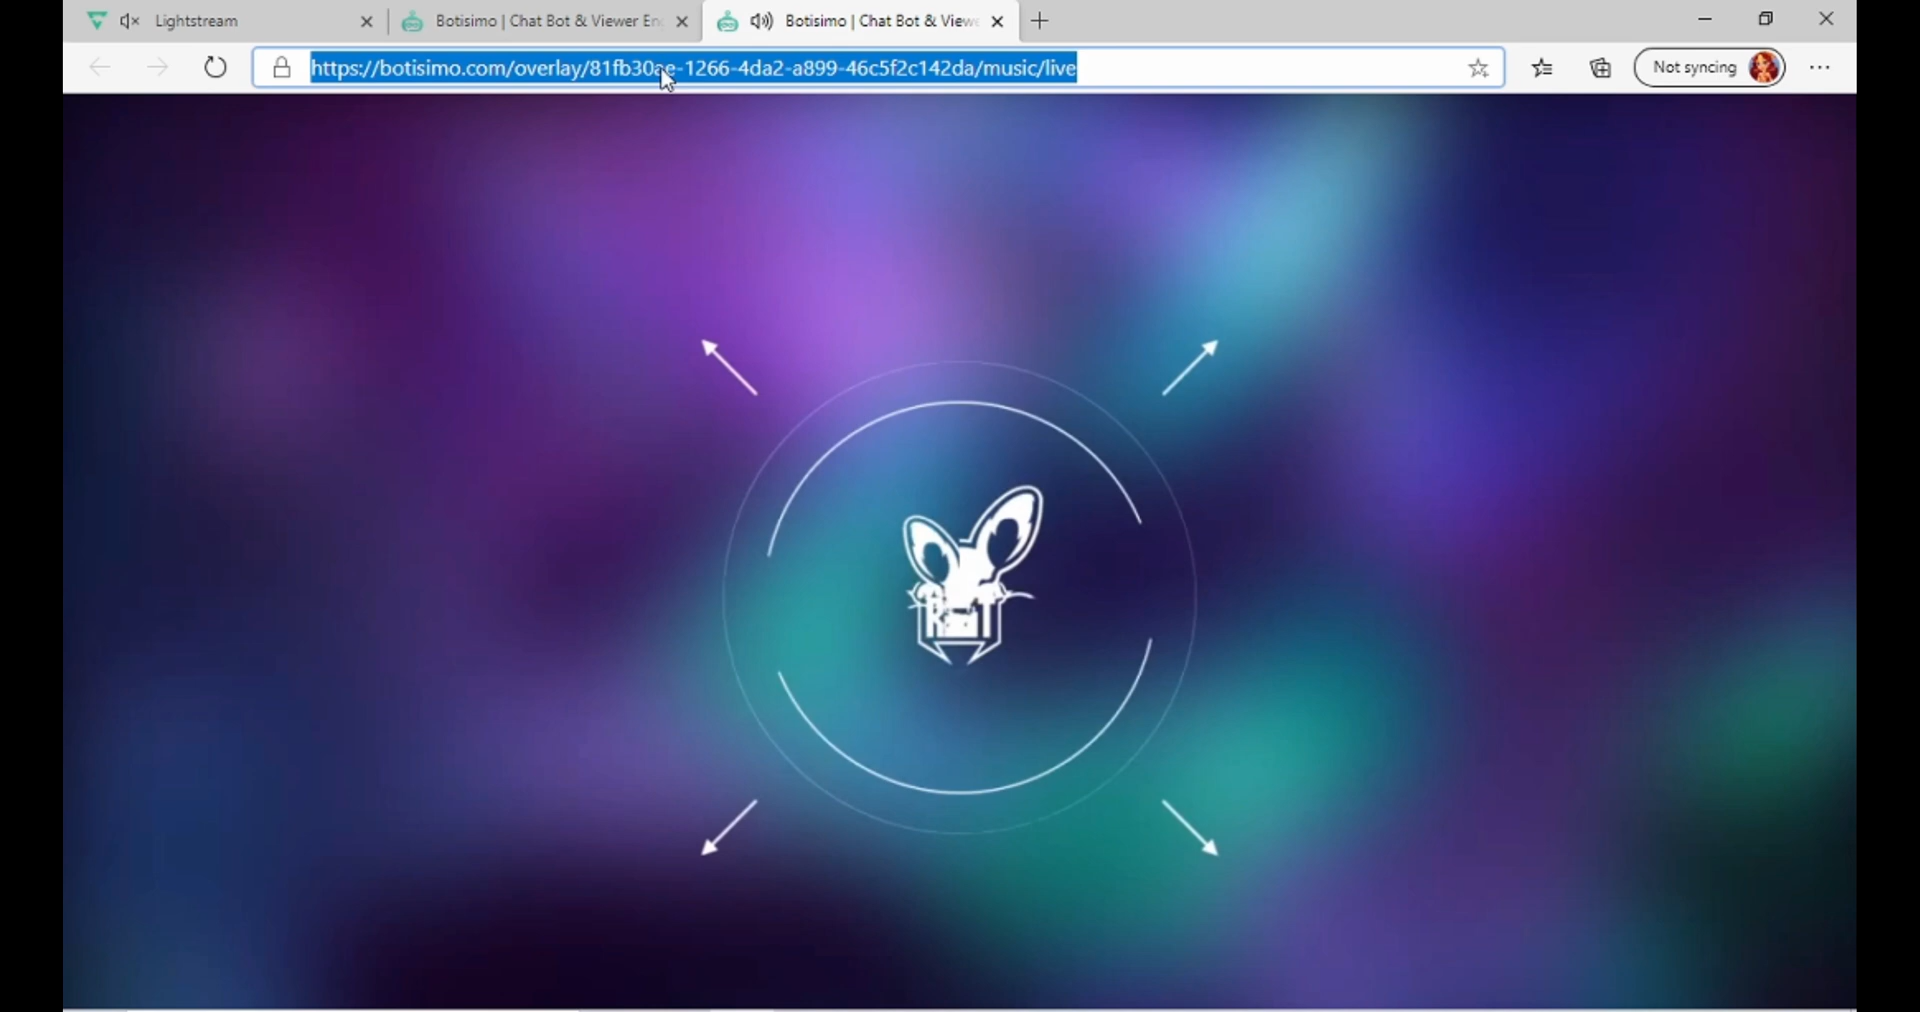 Lightstream
Botisimo | Chat Bot & Viewer En
Botisimo | Chat Bot & View
https://botisimo.com/overlay/81fb30ae-1266-4da2-a899-46c5f2c142da/music/live
Not syncing